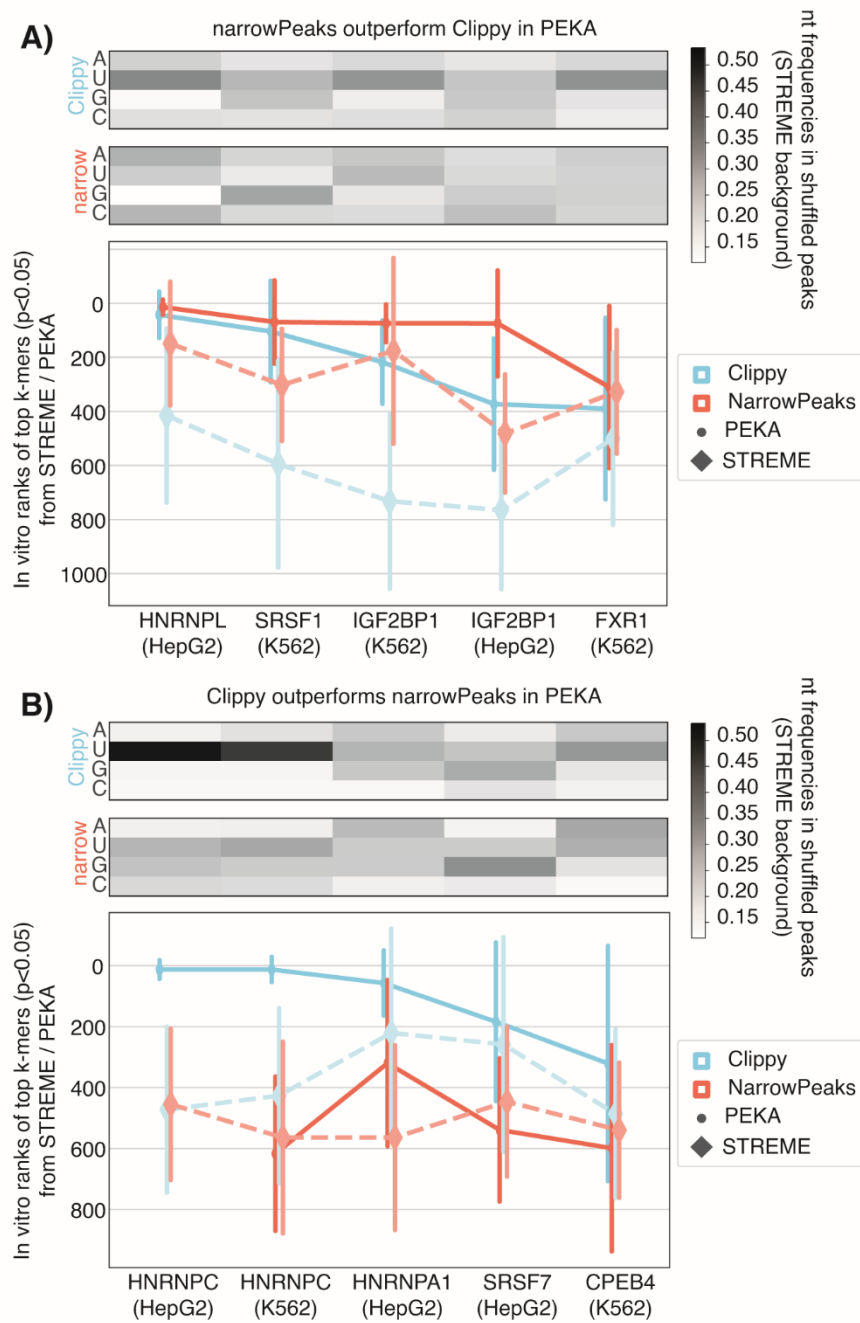 A)
narrowPeaks outperform Clippy in PEKA
Clippy
A
U
G
C
narrow
A
U
G
C
0.50
0.45
0.40
0.35
0.30
0.25
0.20
0.15
nt frequencies in shuffled peaks
(STREME background)
In vitro ranks of top k-mers (p<0.05)
from STREME / PEKA
0
200
400
600
800
1000
HNRNPL
(HepG2)
SRSF1
(K562)
IGF2BP1
(K562)
IGF2BP1
(HepG2)
FXR1
(K562)
Clippy
NarrowPeaks
PEKA
STREME
B)
Clippy outperforms narrowPeaks in PEKA
Clippy
A
U
G
C
narrow
A
U
G
C
0.50
0.45
0.40
0.35
0.30
0.25
0.20
0.15
nt frequencies in shuffled peaks
(STREME background)
In vitro ranks of top k-mers (p<0.05)
from STREME / PEKA
0
200
400
600
800
HNRNPC
(HepG2)
HNRNPC
(K562)
HNRNPA1
(HepG2)
SRSF7
(HepG2)
CPEB4
(K562)
Clippy
NarrowPeaks
PEKA
STREME